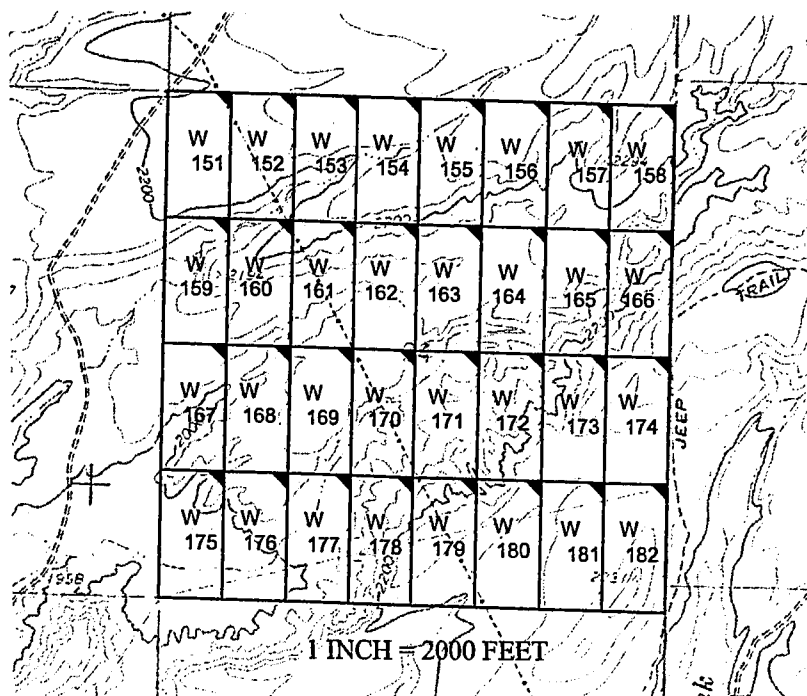 W 151 W 152 W 153 W 154 W 155 W 156 W 157 W 158
2200
W 159 W 160 W 161 W 162 W 163 W 164 W 165 W 166
TRAIL
W 167 W 168 W 169 W 170 W 171 W 172 W 173 W 174
JEEP
W 175 W 176 W 177 W 178 W 179 W 180 W 181 W 182
2200
958
1 INCH = 2000 FEET